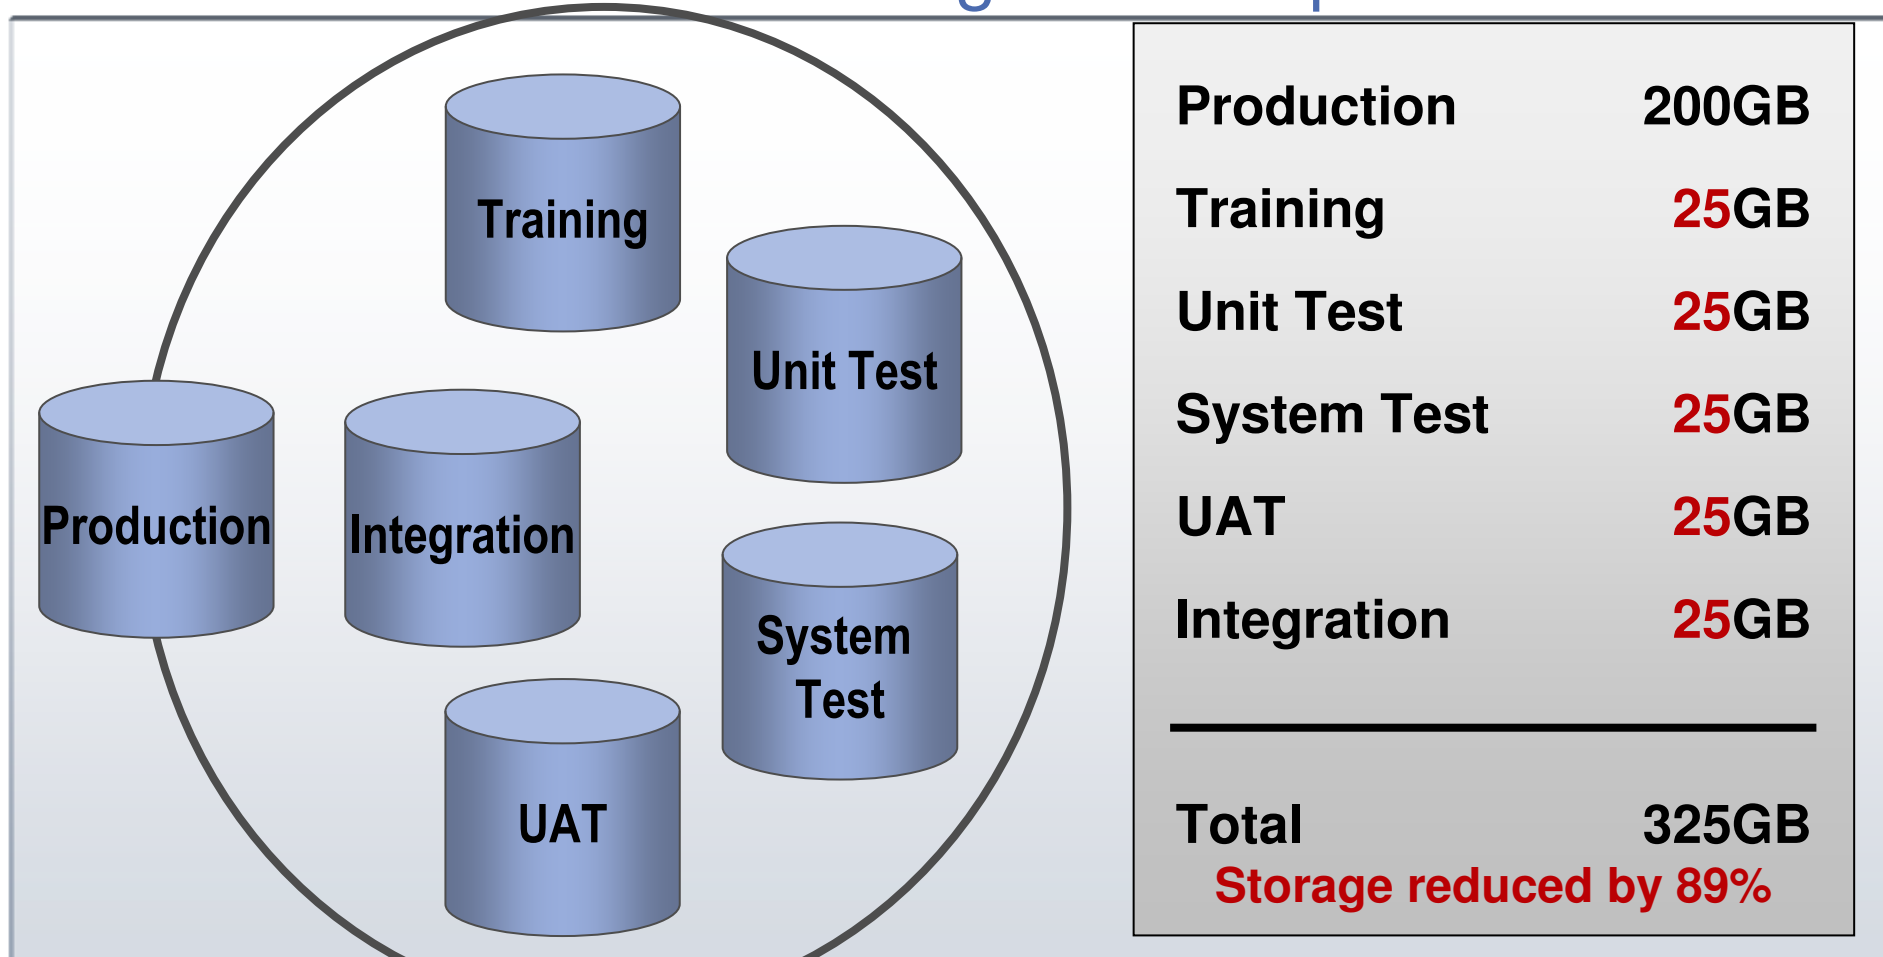 Training
Unit Test
Production
Integration
System
Test
UAT
Production 200GB
Training 25GB
Unit Test 25GB
System Test 25GB
UAT 25GB
Integration 25GB
Total 325GB
Storage reduced by 89%